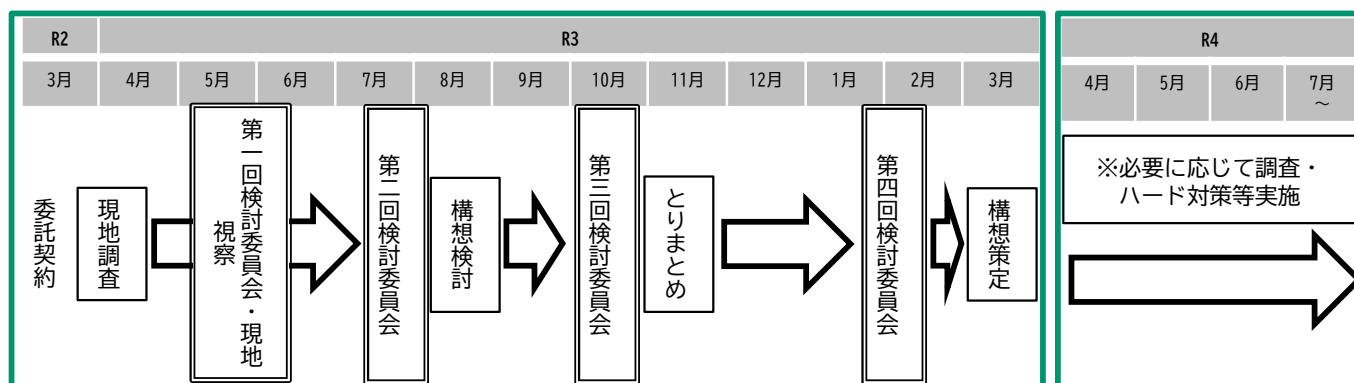 R2
R3
3月
4月
5月
6月
7月
8月
9月
10月
11月
12月
1月
2月
3月
委託契約
現地調査
第一回検討委員会・現地
視察
第二回検討委員会
構想検討
第三回検討委員会
とりまとめ
第四回検討委員会
構想策定
R4
4月
5月
6月
7月
～
※必要に応じて調査・
ハード対策等実施